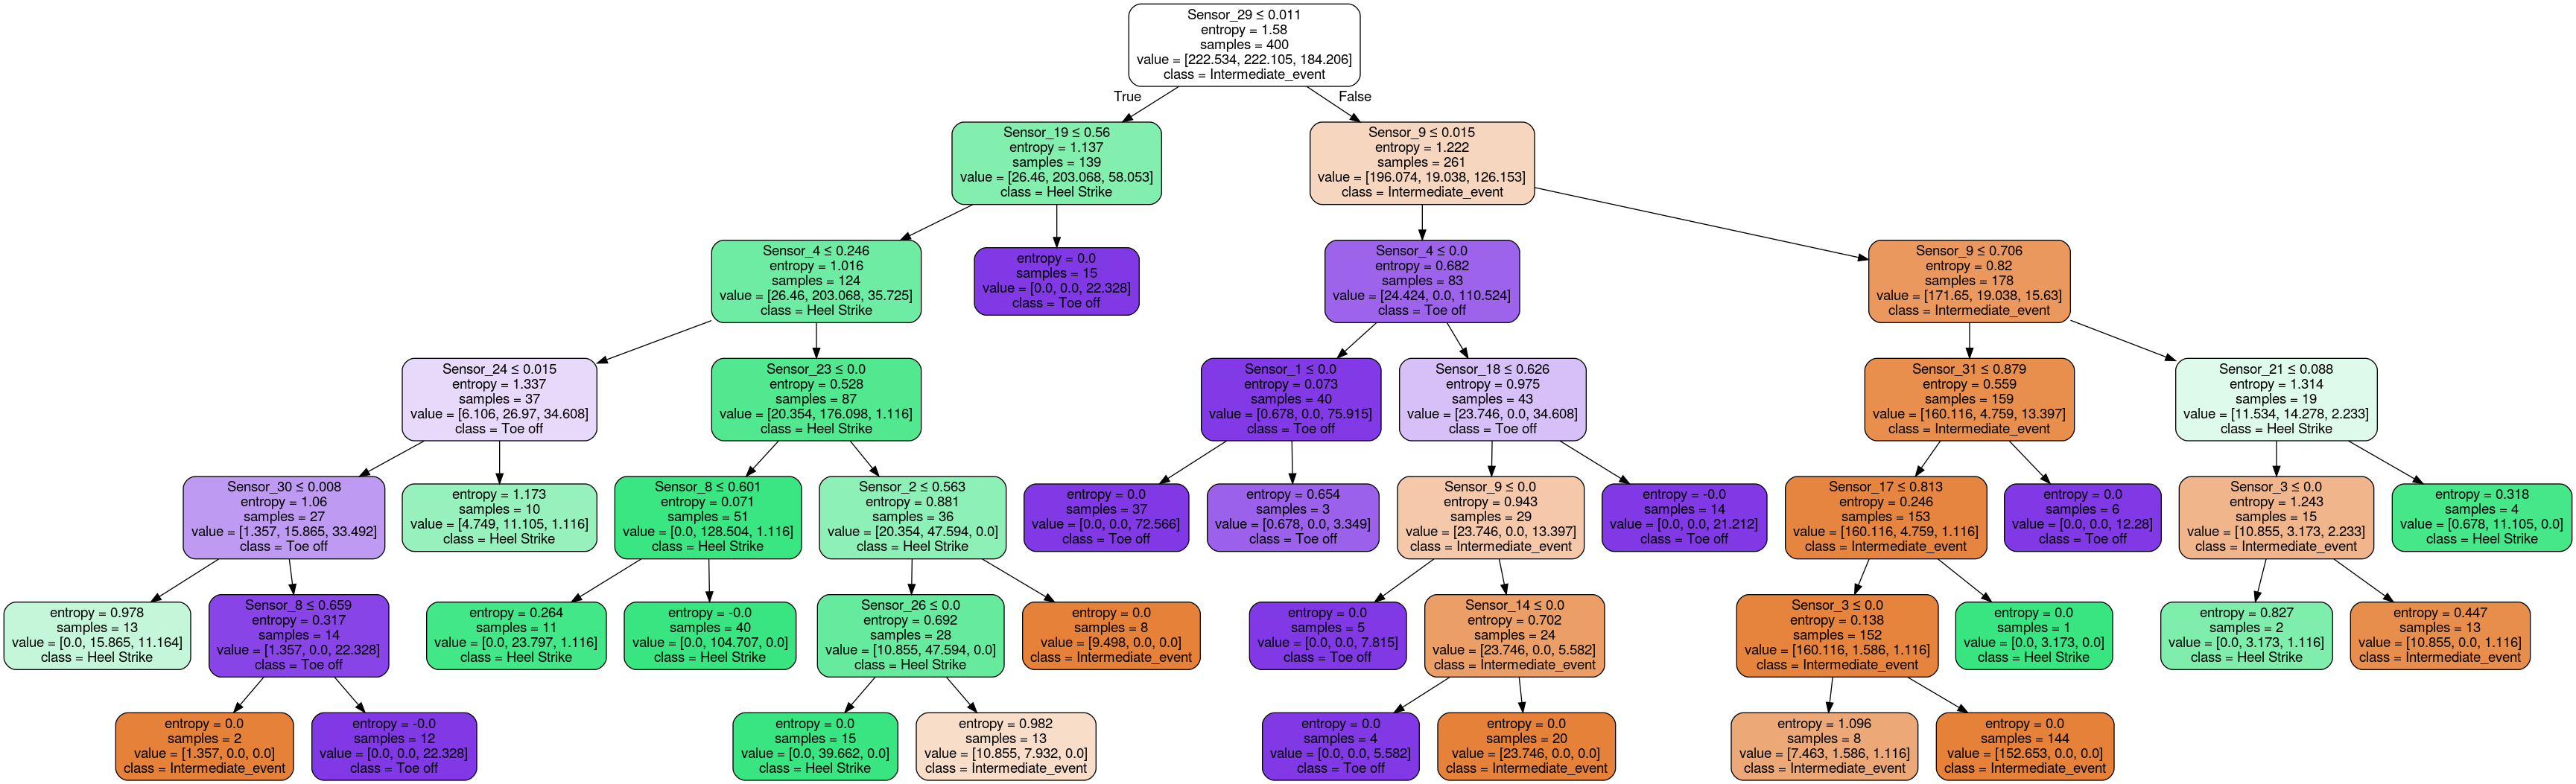 Sensor_29 ≤ 0.011
entropy = 1.58
samples = 400
value = [222.534, 222.105, 184.206]
class = Intermediate_event
True
False
Sensor_19 ≤ 0.56
entropy = 1.137
samples = 139
value = [26.46, 203.068, 58.053]
class = Heel Strike
Sensor_9 ≤ 0.015
entropy = 1.222
samples = 261
value = [196.074, 19.038, 126.153]
class = Intermediate_event
Sensor_4 ≤ 0.246
entropy = 1.016
samples = 124
value = [26.46, 203.068, 35.725]
class = Heel Strike
entropy = 0.0
samples = 15
value = [0.0, 0.0, 22.328]
class = Toe off
Sensor_4 ≤ 0.0
entropy = 0.682
samples = 83
value = [24.424, 0.0, 110.524]
class = Toe off
Sensor_9 ≤ 0.706
entropy = 0.82
samples = 178
value = [171.65, 19.038, 15.63]
class = Intermediate_event
Sensor_24 ≤ 0.015
entropy = 1.337
samples = 37
value = [6.106, 26.97, 34.608]
class = Toe off
Sensor_23 ≤ 0.0
entropy = 0.528
samples = 87
value = [20.354, 176.098, 1.116]
class = Heel Strike
Sensor_1 ≤ 0.0
entropy = 0.073
samples = 40
value = [0.678, 0.0, 75.915]
class = Toe off
Sensor_18 ≤ 0.626
entropy = 0.975
samples = 43
value = [23.746, 0.0, 34.608]
class = Toe off
Sensor_31 ≤ 0.879
entropy = 0.559
samples = 159
value = [160.116, 4.759, 13.397]
class = Intermediate_event
Sensor_21 ≤ 0.088
entropy = 1.314
samples = 19
value = [11.534, 14.278, 2.233]
class = Heel Strike
Sensor_30 ≤ 0.008
entropy = 1.06
samples = 27
value = [1.357, 15.865, 33.492]
class = Toe off
entropy = 1.173
samples = 10
value = [4.749, 11.105, 1.116]
class = Heel Strike
Sensor_8 ≤ 0.601
entropy = 0.071
samples = 51
value = [0.0, 128.504, 1.116]
class = Heel Strike
Sensor_2 ≤ 0.563
entropy = 0.881
samples = 36
value = [20.354, 47.594, 0.0]
class = Heel Strike
entropy = 0.0
samples = 37
value = [0.0, 0.0, 72.566]
class = Toe off
entropy = 0.654
samples = 3
value = [0.678, 0.0, 3.349]
class = Toe off
Sensor_9 ≤ 0.0
entropy = 0.943
samples = 29
value = [23.746, 0.0, 13.397]
class = Intermediate_event
entropy = -0.0
samples = 14
value = [0.0, 0.0, 21.212]
class = Toe off
Sensor_17 ≤ 0.813
entropy = 0.246
samples = 153
value = [160.116, 4.759, 1.116]
class = Intermediate_event
entropy = 0.0
samples = 6
value = [0.0, 0.0, 12.28]
class = Toe off
Sensor_3 ≤ 0.0
entropy = 1.243
samples = 15
value = [10.855, 3.173, 2.233]
class = Intermediate_event
entropy = 0.318
samples = 4
value = [0.678, 11.105, 0.0]
class = Heel Strike
entropy = 0.978
samples = 13
value = [0.0, 15.865, 11.164]
class = Heel Strike
Sensor_8 ≤ 0.659
entropy = 0.317
samples = 14
value = [1.357, 0.0, 22.328]
class = Toe off
entropy = 0.264
samples = 11
value = [0.0, 23.797, 1.116]
class = Heel Strike
entropy = -0.0
samples = 40
value = [0.0, 104.707, 0.0]
class = Heel Strike
Sensor_26 ≤ 0.0
entropy = 0.692
samples = 28
value = [10.855, 47.594, 0.0]
class = Heel Strike
entropy = 0.0
samples = 8
value = [9.498, 0.0, 0.0]
class = Intermediate_event
entropy = 0.0
samples = 5
value = [0.0, 0.0, 7.815]
class = Toe off
Sensor_14 ≤ 0.0
entropy = 0.702
samples = 24
value = [23.746, 0.0, 5.582]
class = Intermediate_event
Sensor_3 ≤ 0.0
entropy = 0.138
samples = 152
value = [160.116, 1.586, 1.116]
class = Intermediate_event
entropy = 0.0
samples = 1
value = [0.0, 3.173, 0.0]
class = Heel Strike
entropy = 0.827
samples = 2
value = [0.0, 3.173, 1.116]
class = Heel Strike
entropy = 0.447
samples = 13
value = [10.855, 0.0, 1.116]
class = Intermediate_event
entropy = 0.0
samples = 2
value = [1.357, 0.0, 0.0]
class = Intermediate_event
entropy = -0.0
samples = 12
value = [0.0, 0.0, 22.328]
class = Toe off
entropy = 0.0
samples = 15
value = [0.0, 39.662, 0.0]
class = Heel Strike
entropy = 0.982
samples = 13
value = [10.855, 7.932, 0.0]
class = Intermediate_event
entropy = 0.0
samples = 4
value = [0.0, 0.0, 5.582]
class = Toe off
entropy = 0.0
samples = 20
value = [23.746, 0.0, 0.0]
class = Intermediate_event
entropy = 1.096
samples = 8
value = [7.463, 1.586, 1.116]
class = Intermediate_event
entropy = 0.0
samples = 144
value = [152.653, 0.0, 0.0]
class = Intermediate_event